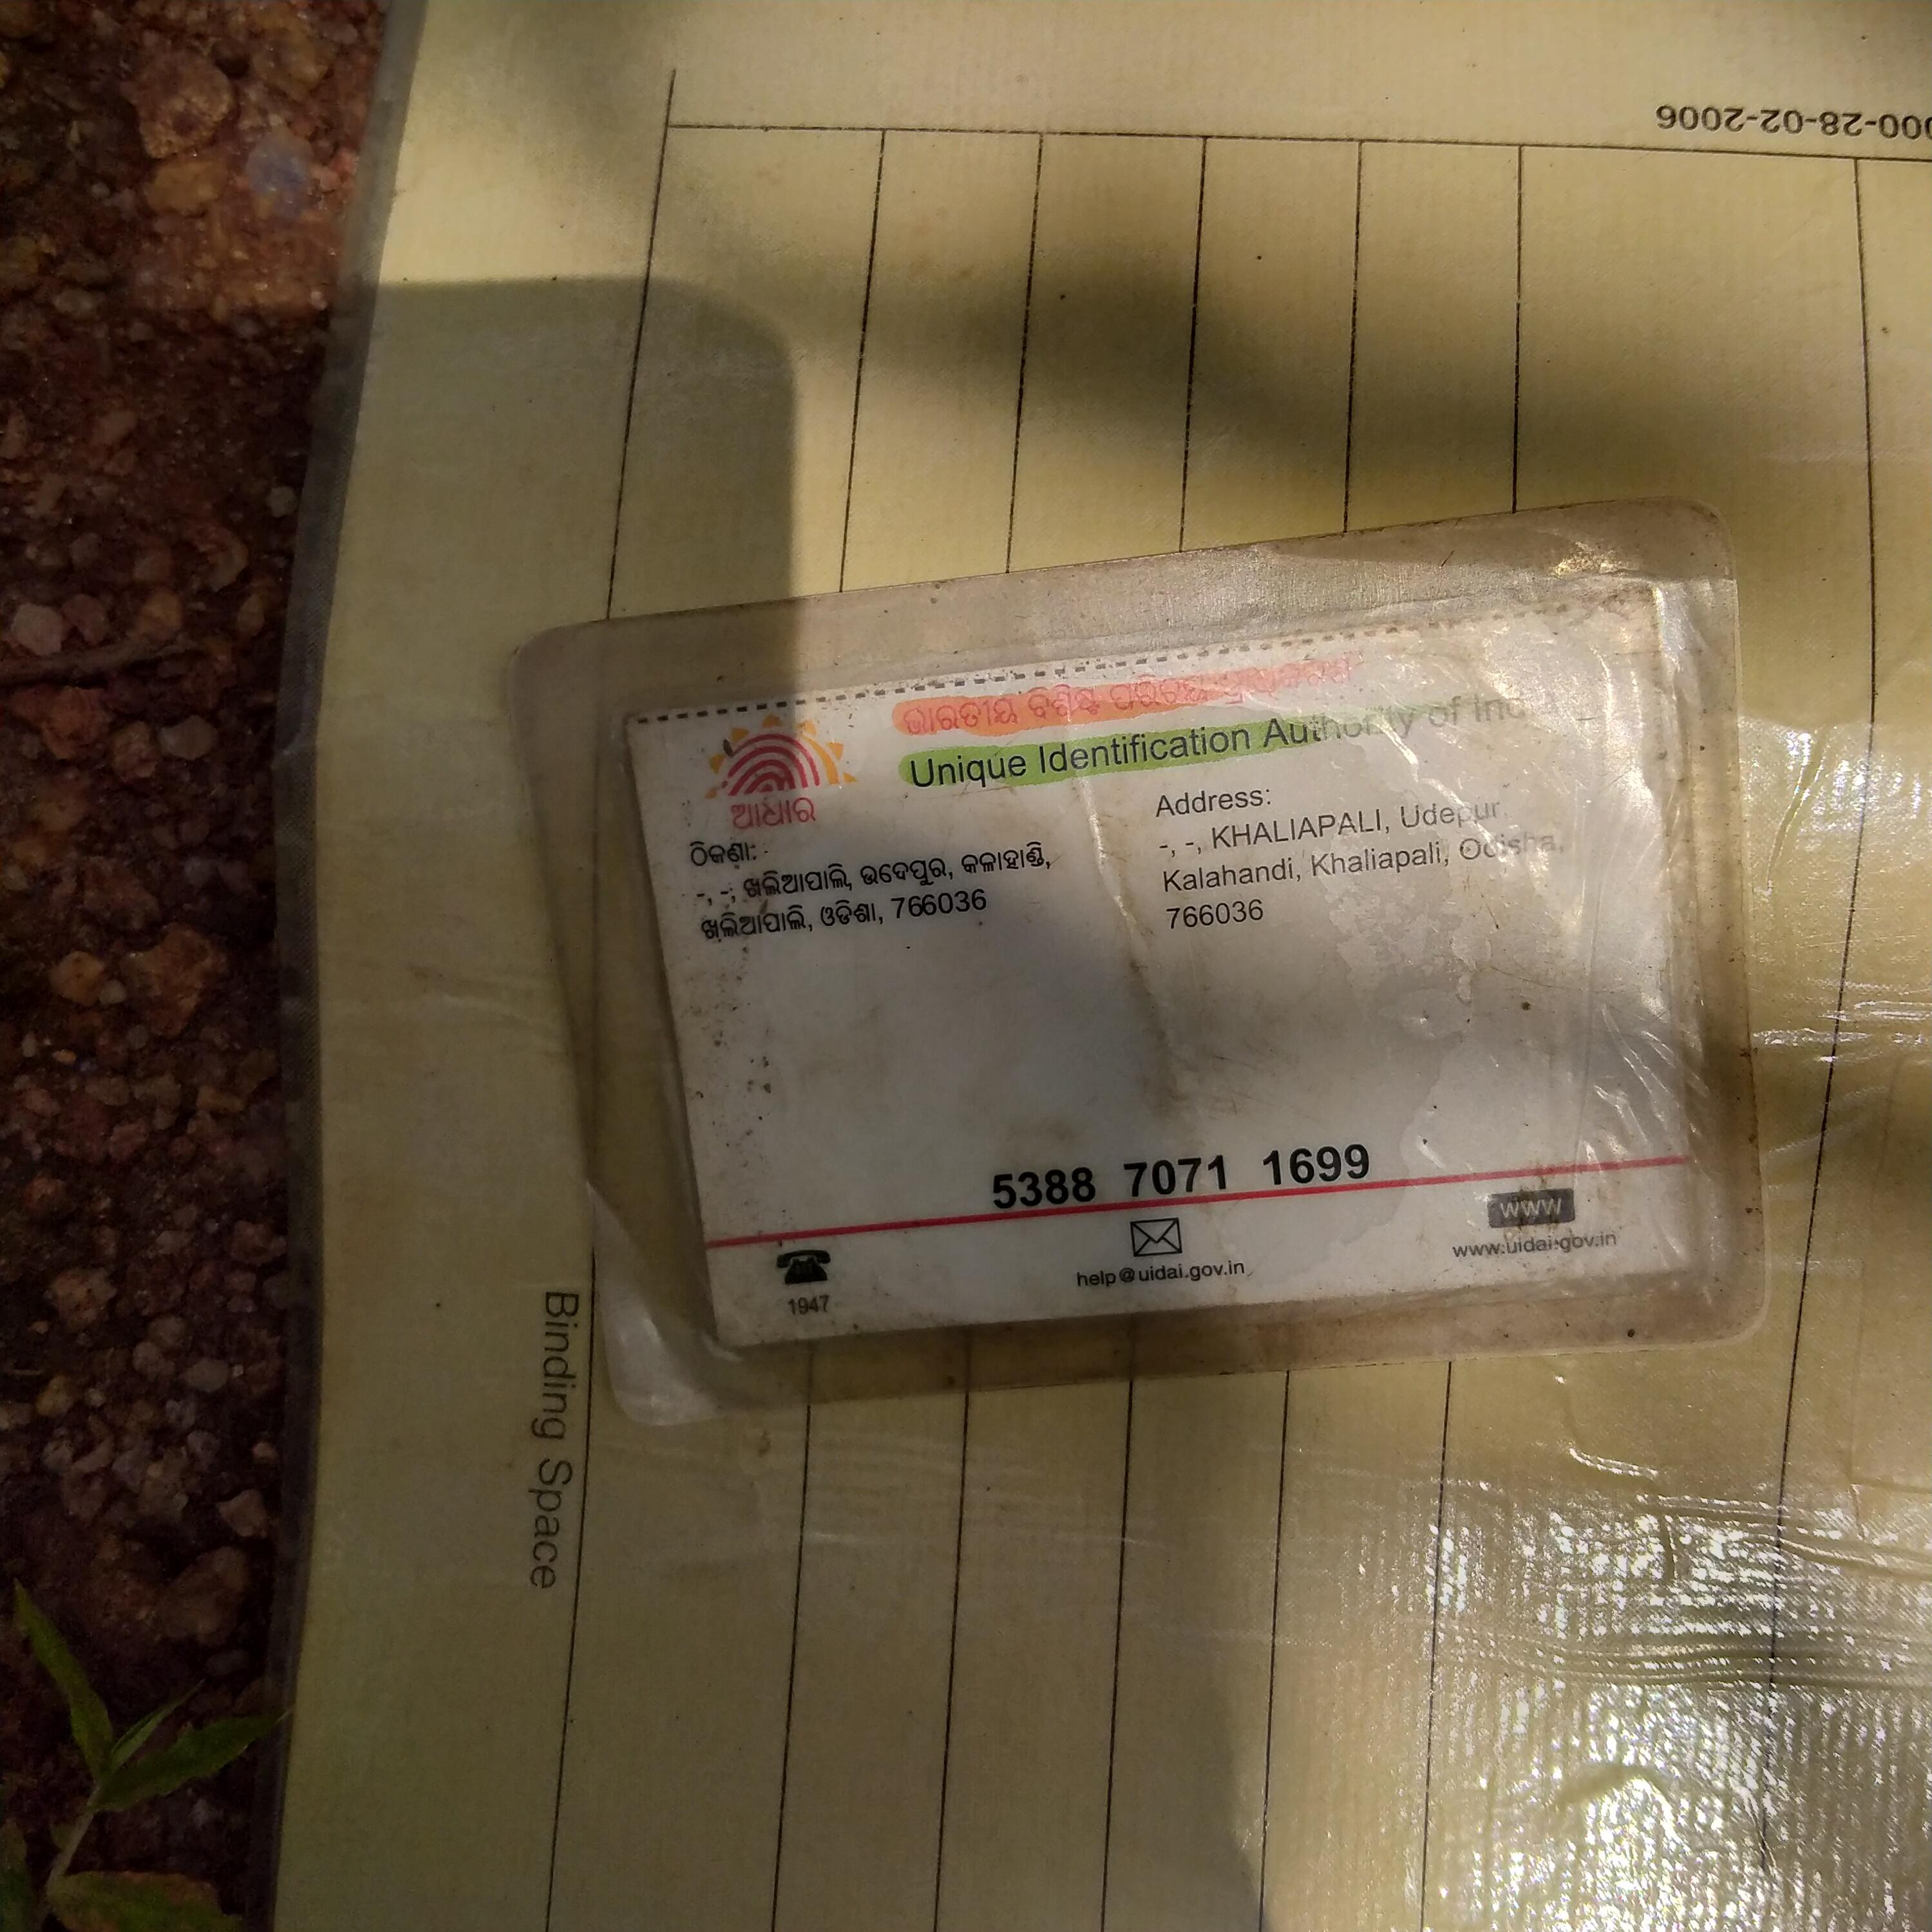 000-28-02-2006
ଭାରତୀୟ ବିଶିଷ୍ଟ ପରିଚୟ ପ୍ରାଧିକରଣ
Unique Identification Authority of Ind
ଆଧାର
ଠିକଣା:
-, -, ଖଲିଆପାଲି, ଉଦେପୁର, କଳାହାଣ୍ଡି,
ଖଲିଆପାଲି, ଓଡିଶା, 766036
Address:
-, -, KHALIAPALI, Udepur,
Kalahandi, Khaliapali, Odisha,
766036
5388 7071 1699
1947
help@uidai.gov.in
www
www.uidai.gov.in
Binding Space